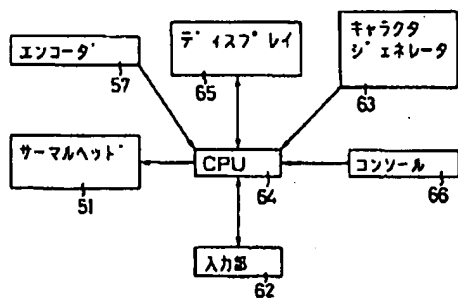 エンコーダ
57
ディスプレイ
65
キャラクタ
ジェネレータ
63
サーマルヘッド
51
CPU
64
コンソール
66
入力部
62